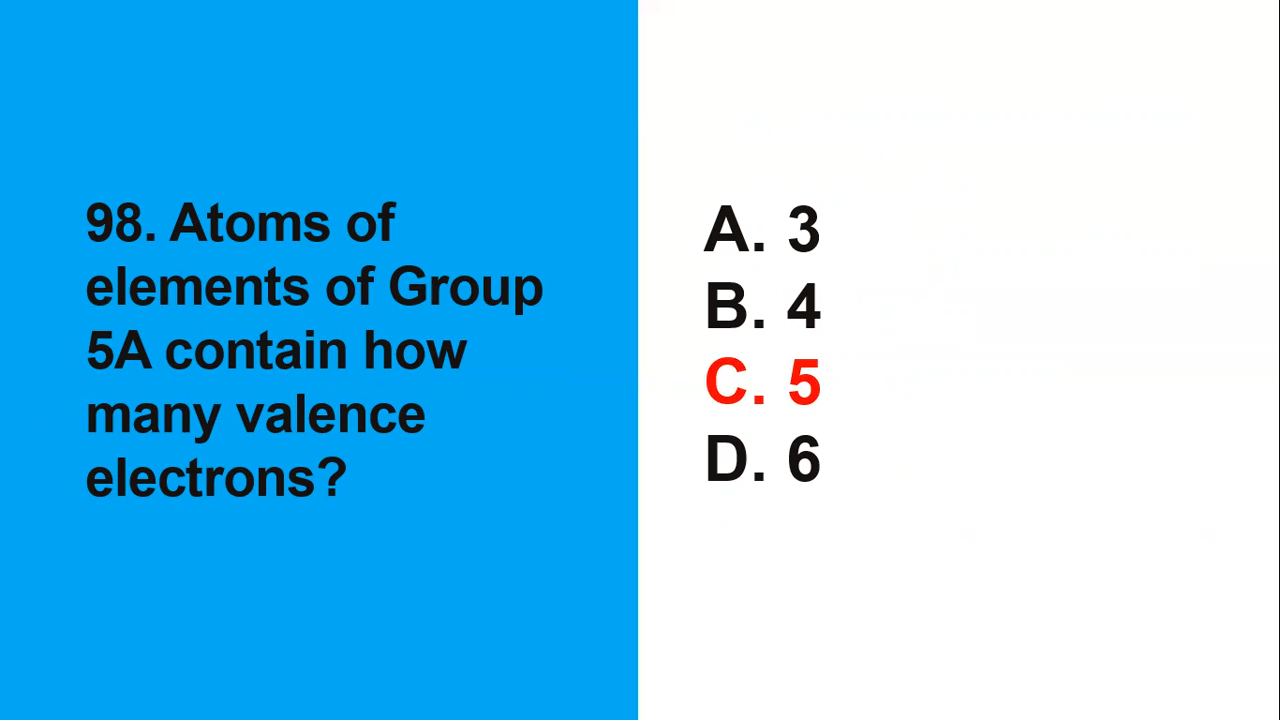 98. Atoms of
elements of Group
5A contain how
many valence
electrons?
A. 3
B. 4
C. 5
D. 6